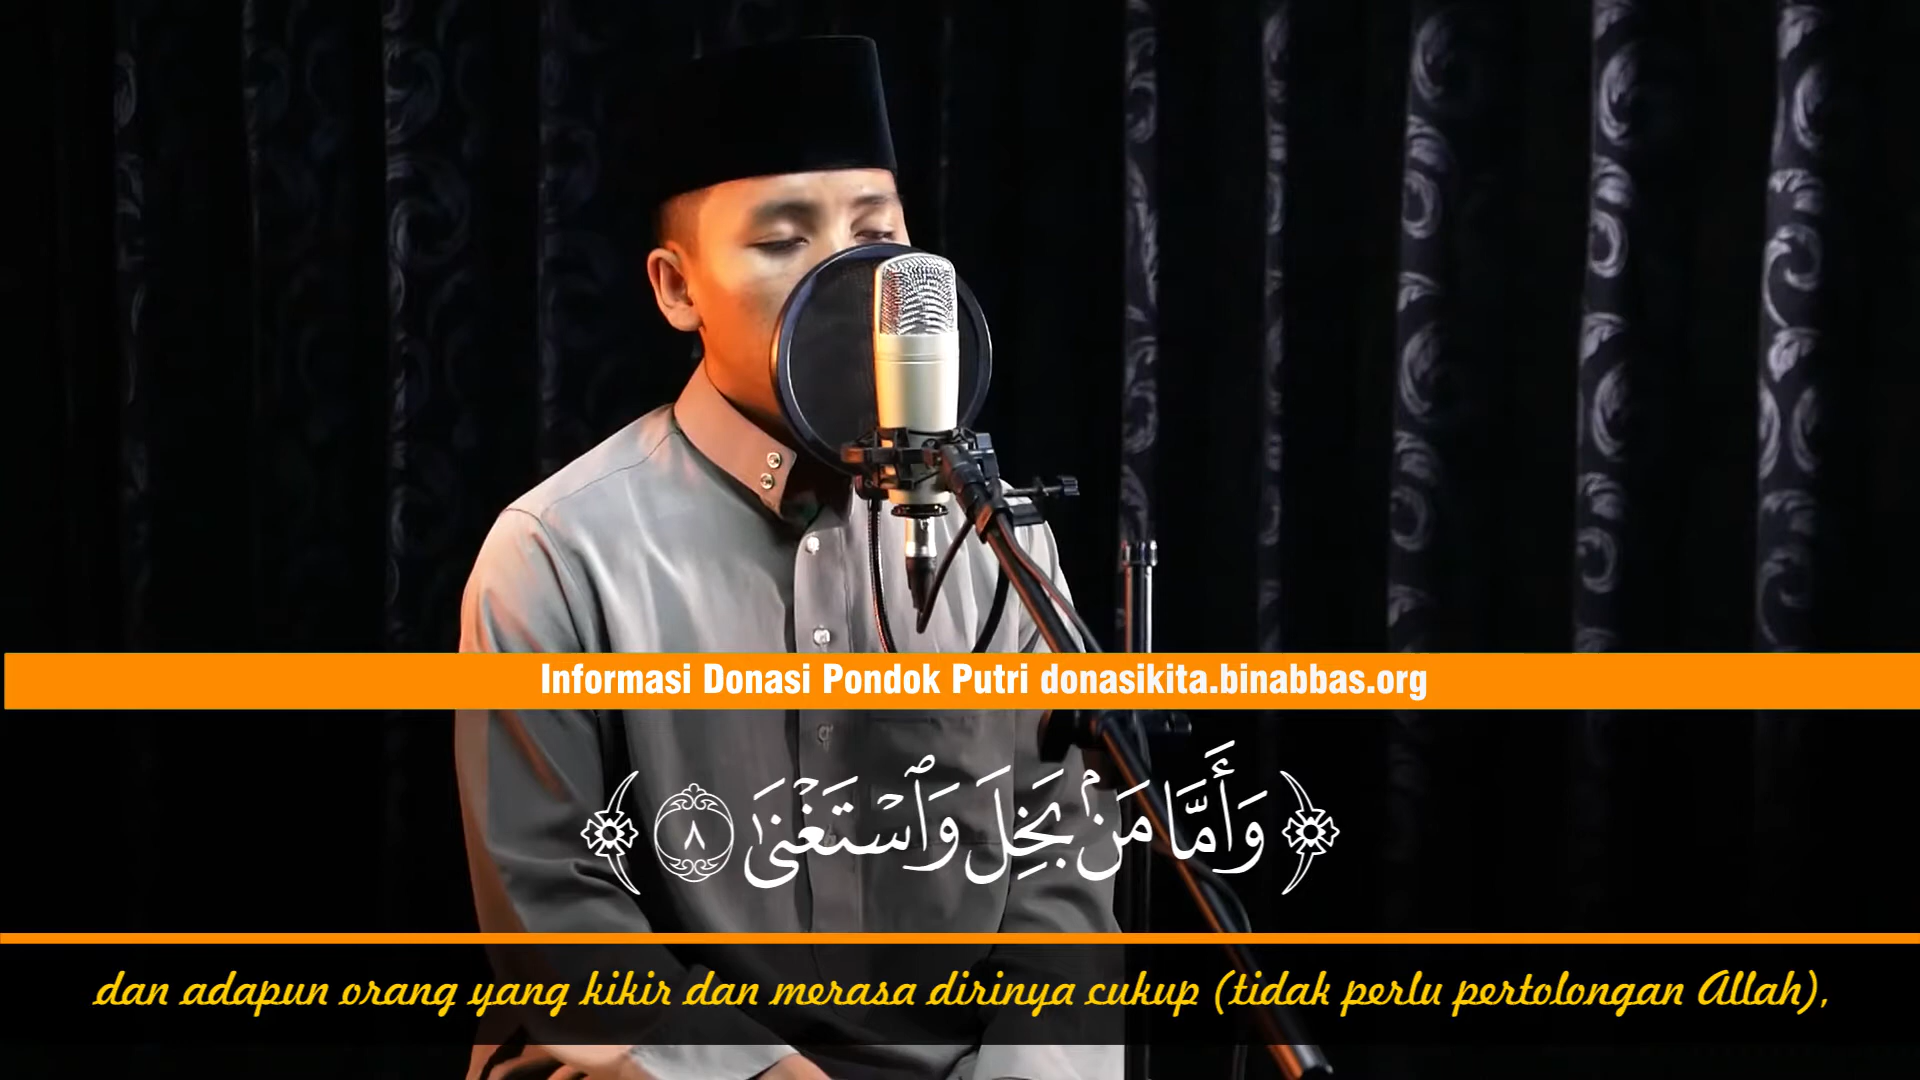 Informasi Donasi Pondok Putri donasikita.binabbas.org
﴿ وَأَمَّا مَنۢ بَخِلَ وَٱسۡتَغۡنَىٰ ٨ ﴾
dan adapun orang yang kikir dan merasa dirinya cukup (tidak perlu pertolongan Allah),